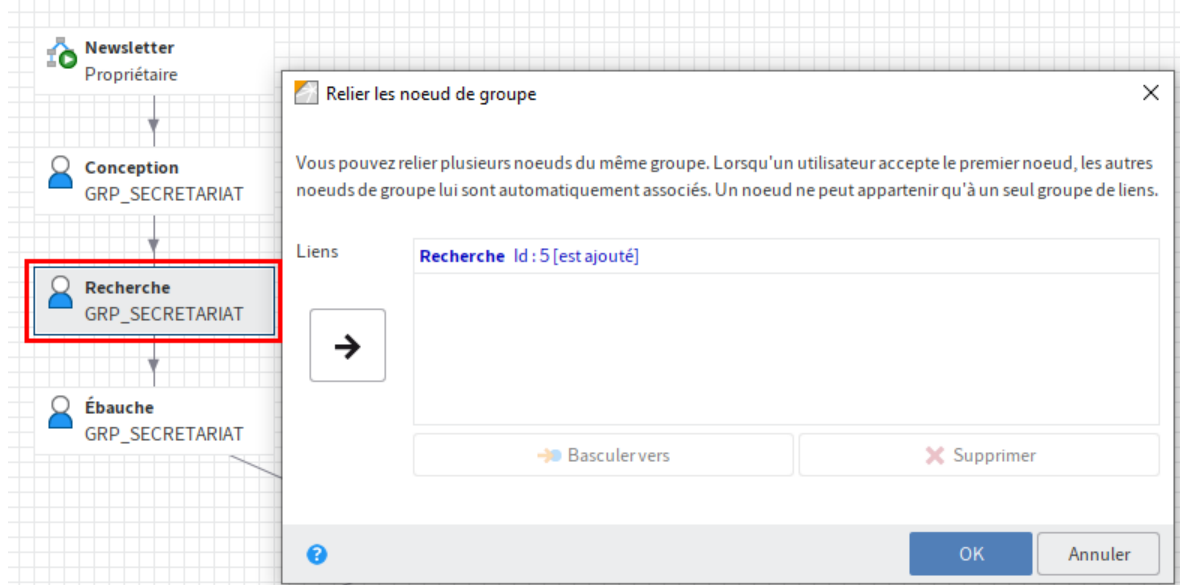 Newsletter
Propriétaire
Conception
GRP_SECRETARIAT
Recherche
GRP_SECRETARIAT
Ébauche
GRP_SECRETARIAT
Relier les noeud de groupe
Vous pouvez relier plusieurs noeuds du même groupe. Lorsqu'un utilisateur accepte le premier noeud, les autres
noeuds de groupe lui sont automatiquement associés. Un noeud ne peut appartenir qu'à un seul groupe de liens.
Liens
Recherche Id : 5 [est ajouté]
Basculer vers
Supprimer
OK
Annuler